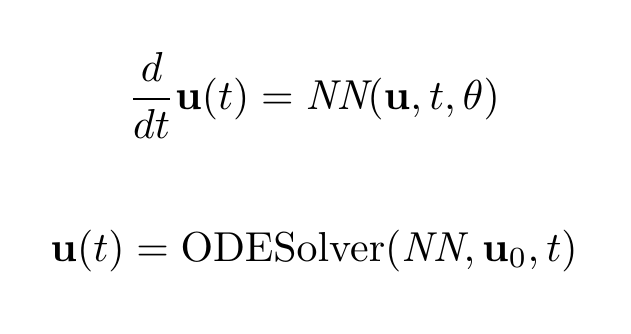 d/dt 𝐮(t) = NN(𝐮, t, θ)
𝐮(t) = ODESolver(NN, 𝐮₀, t)